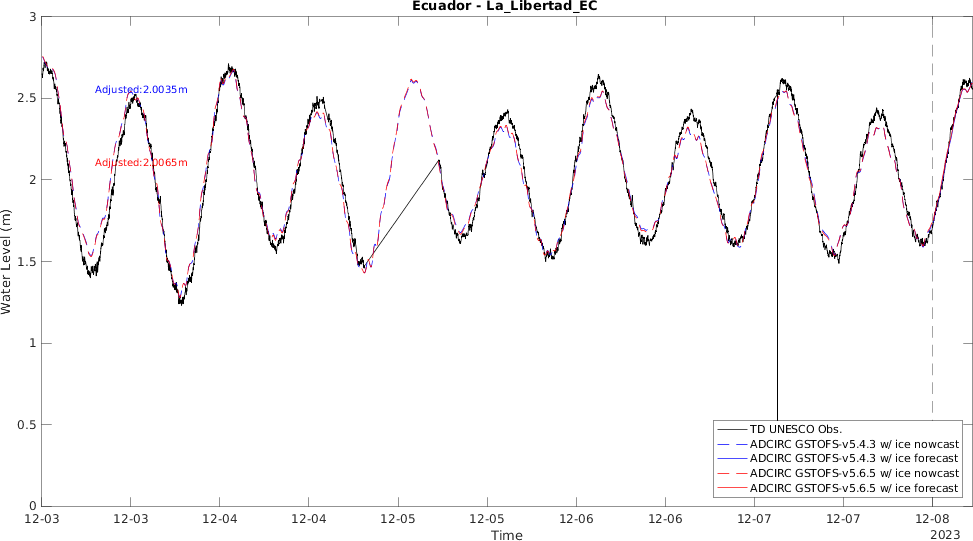 Ecuador - La_Libertad_EC
3
2.5
2
1.5
1
0.5
0
Water Level (m)
Adjusted:2.0035m
Adjusted:2.0065m
TD UNESCO Obs.
ADCIRC GSTOFS-v5.4.3 w/ ice nowcast
ADCIRC GSTOFS-v5.4.3 w/ ice forecast
ADCIRC GSTOFS-v5.6.5 w/ ice nowcast
ADCIRC GSTOFS-v5.6.5 w/ ice forecast
12-03 12-03 12-04 12-04 12-05 12-05 12-06 12-06 12-07 12-07 12-08
2023
Time